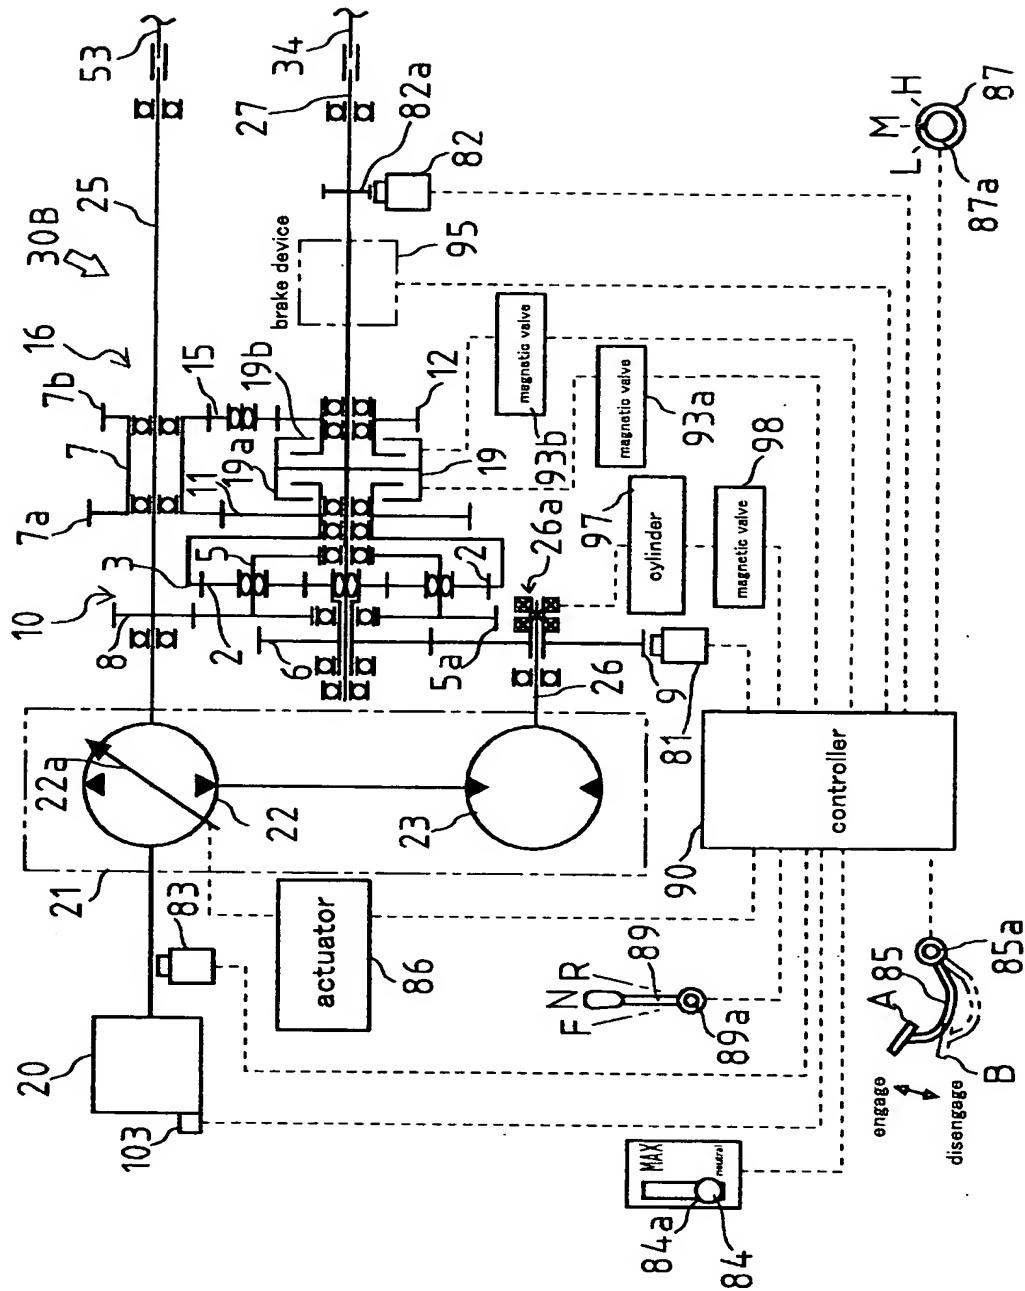 53
34
27
82a
82
H
M
L
87
87a
25
30B
brake device
95
16
7b
15
19b
12
magnetic valve
93b
magnetic valve
93a
7
19a
19
11
7a
3
5
2
26a
97
cylinder
98
magnetic valve
10
8
2
6
5a
26
9
81
22a
22
23
21
controller
90
83
actuator
86
F N R
89
89a
A
85
85a
B
engage
disengage
20
103
MAX
neutral
84a
84